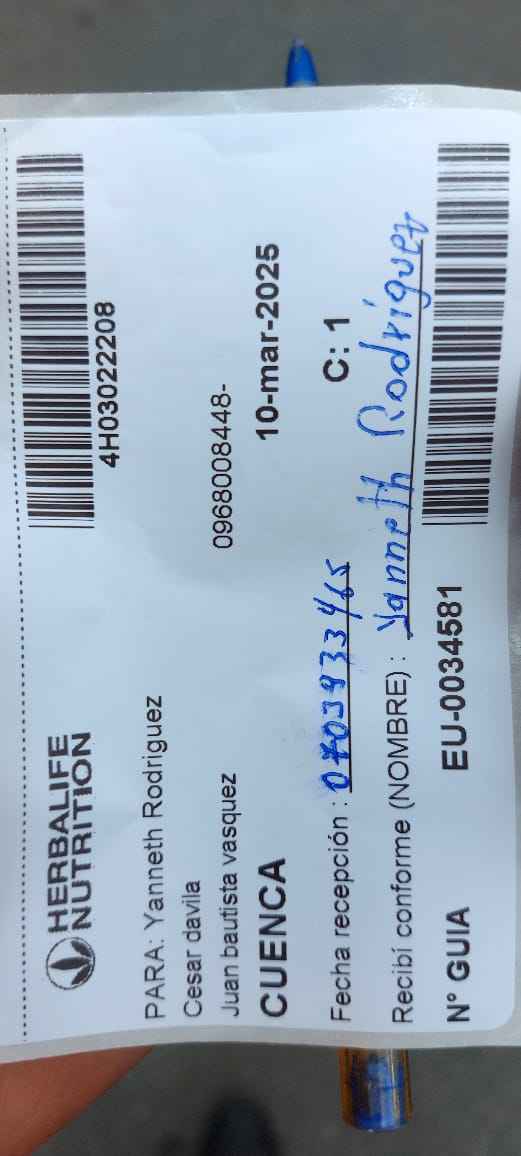 HERBALIFE
NUTRITION
4H03022208
PARA: Yanneth Rodriguez
Cesar davila
Juan bautista vasquez 0968008448-
CUENCA 10-mar-2025
Fecha recepción : 0703933465 C: 1
Recibí conforme (NOMBRE) : Yanneth Rodríguez
N° GUIA EU-0034581